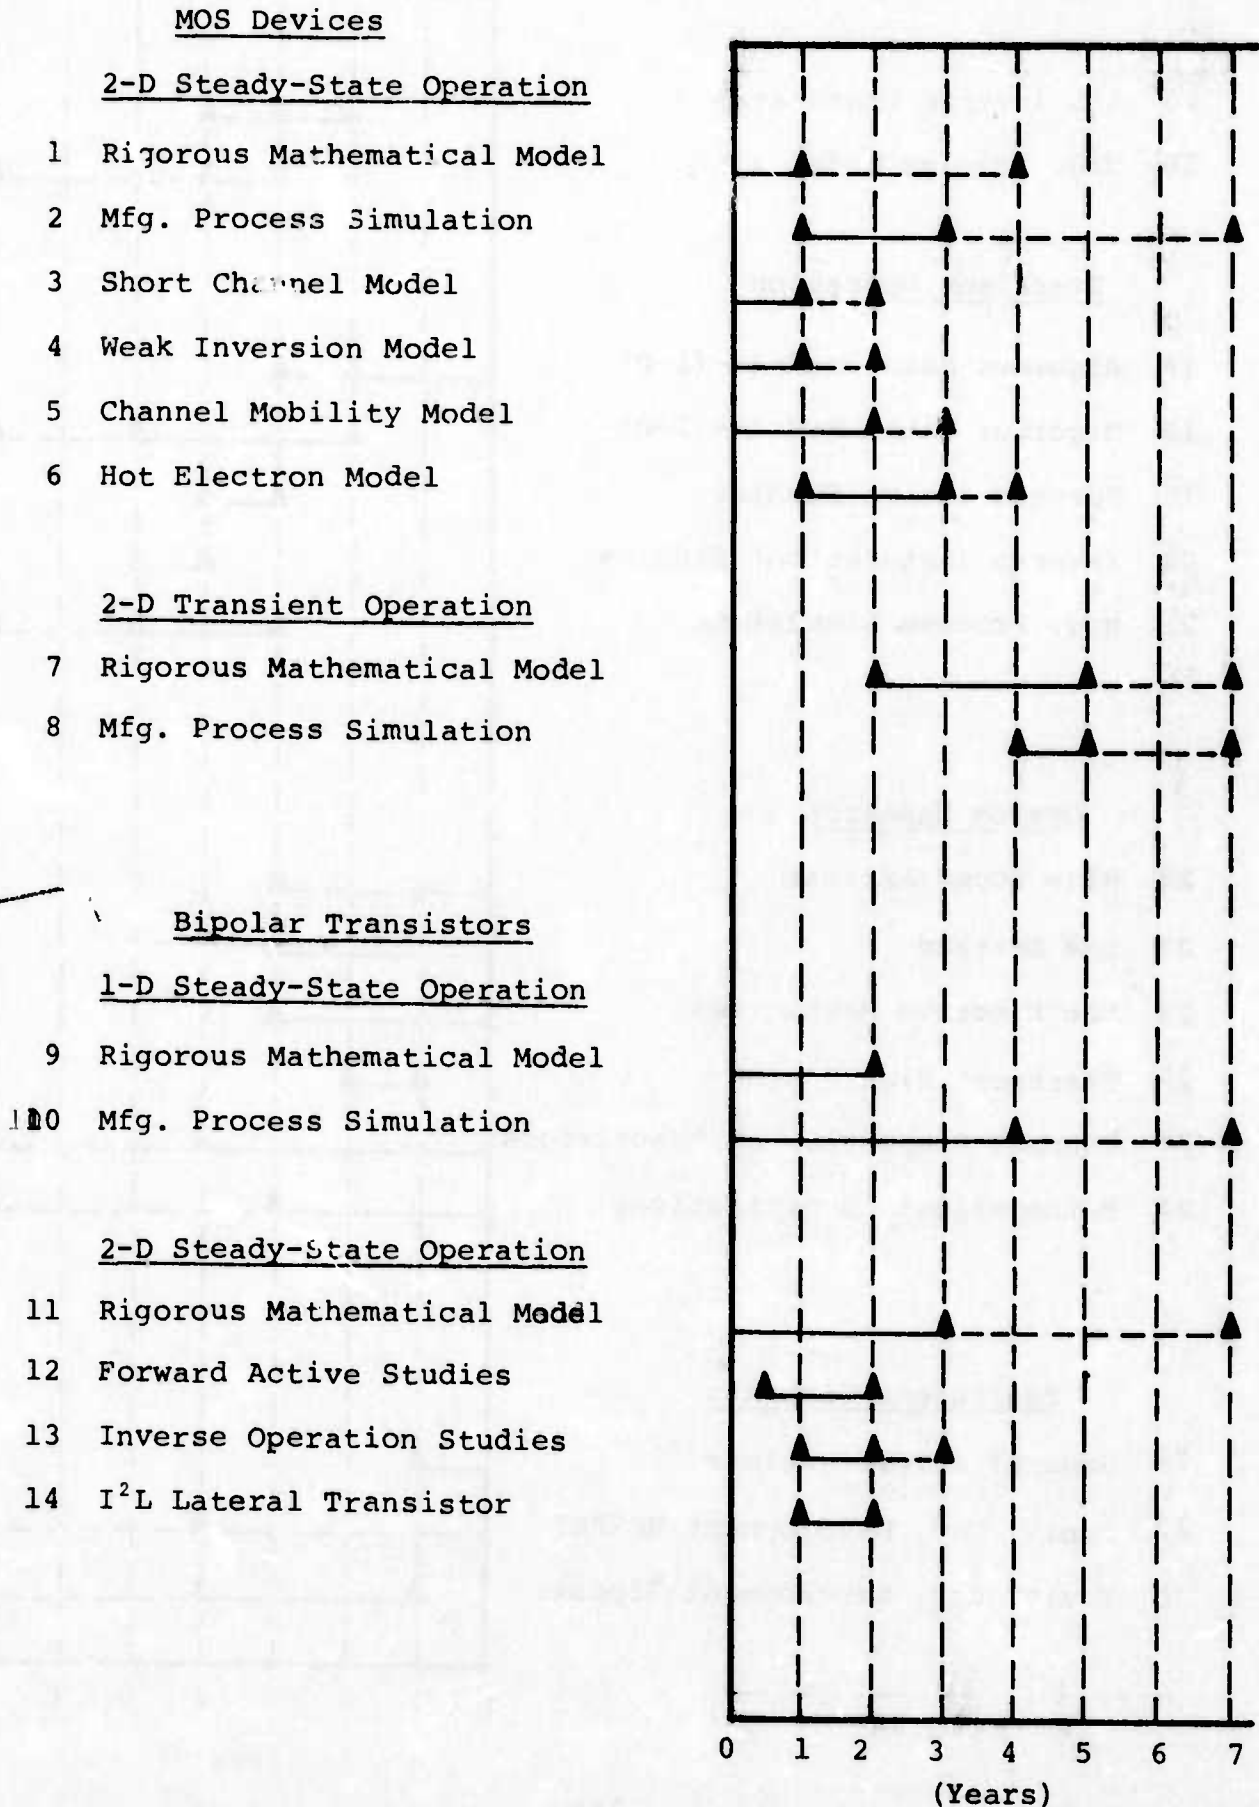 MOS Devices
2-D Steady-State Operation
1 Rigorous Mathematical Model
2 Mfg. Process Simulation
3 Short Channel Model
4 Weak Inversion Model
5 Channel Mobility Model
6 Hot Electron Model
2-D Transient Operation
7 Rigorous Mathematical Model
8 Mfg. Process Simulation
Bipolar Transistors
1-D Steady-State Operation
9 Rigorous Mathematical Model
10 Mfg. Process Simulation
2-D Steady-State Operation
11 Rigorous Mathematical Model
12 Forward Active Studies
13 Inverse Operation Studies
14 I²L Lateral Transistor
0 1 2 3 4 5 6 7
(Years)